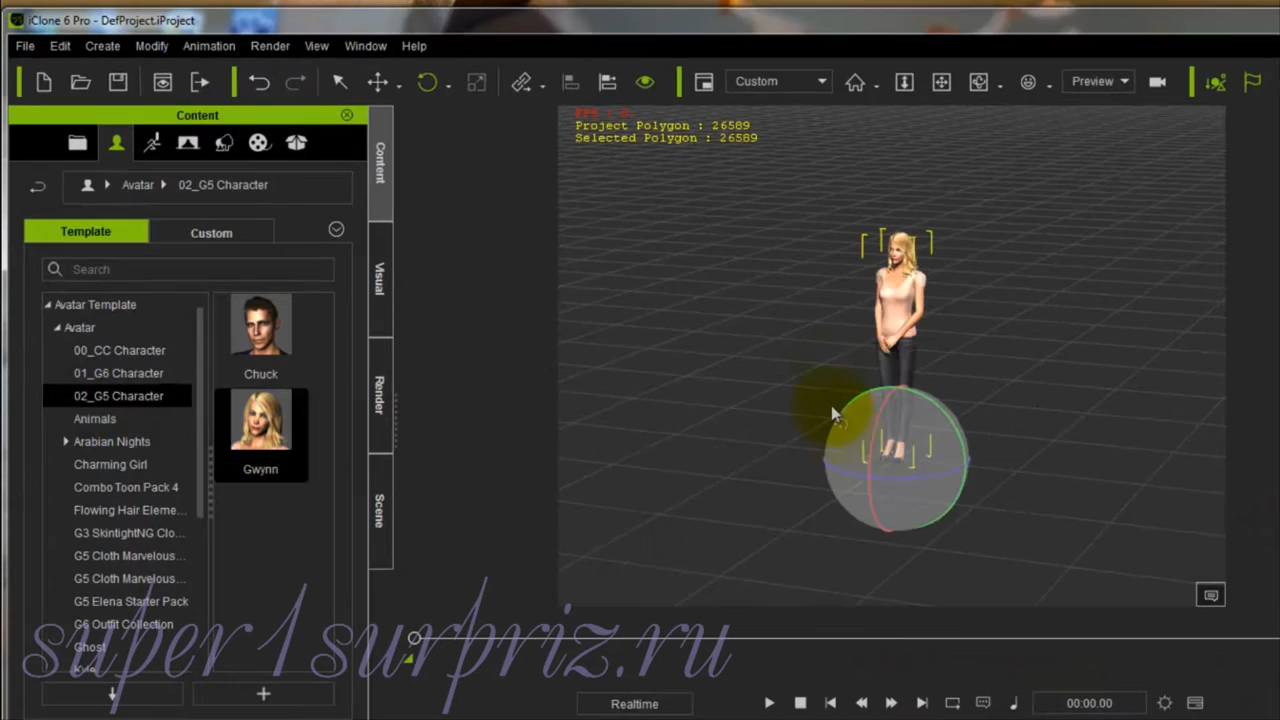 iClone 6 Pro - DefProject.iProject
File Edit Create Modify Animation Render View Window Help
Custom Preview
Content
Project Polygon : 26589
Selected Polygon : 26589
Avatar 02_G5 Character
Template Custom
Search
Avatar Template
Avatar
00_CC Character
01_G6 Character
02_G5 Character
Animals
Arabian Nights
Charming Girl
Combo Toon Pack 4
Flowing Hair Eleme...
G3 SkintightNG Clo...
G5 Cloth Marvelous...
G5 Cloth Marvelous...
G5 Elena Starter Pack
G6 Outfit Collection
Ghost
Chuck
Gwynn
Content
Visual
Render
Scene
super1surpriz.ru
Realtime 00:00.00